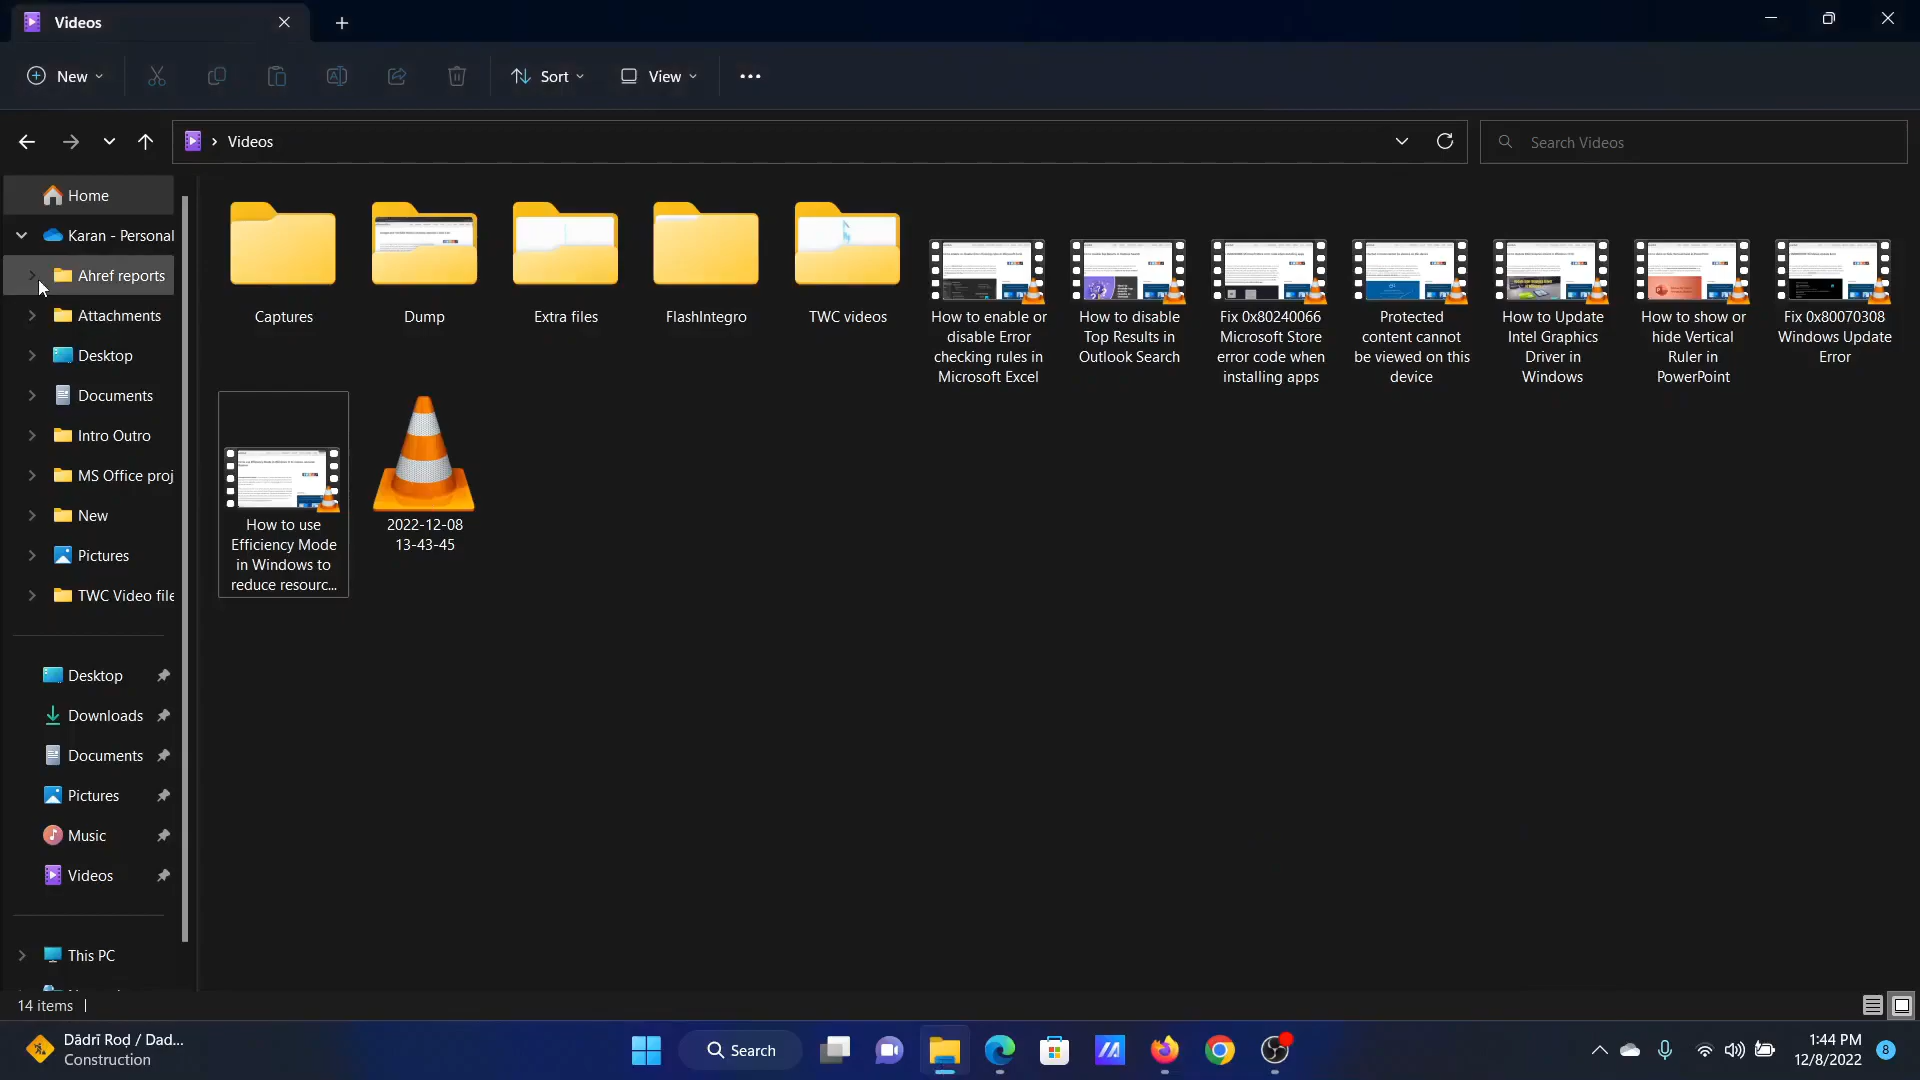 Videos
New
Sort
View
Videos
Search Videos
Home
Karan - Personal
Ahref reports
Attachments
Desktop
Documents
Intro Outro
MS Office proj
New
Pictures
TWC Video file
Desktop
Downloads
Documents
Pictures
Music
Videos
This PC
Captures
Dump
Extra files
FlashIntegro
TWC videos
How to enable or
disable Error
checking rules in
Microsoft Excel
How to disable
Top Results in
Outlook Search
Fix 0x80240066
Microsoft Store
error code when
installing apps
Protected
content cannot
be viewed on this
device
How to Update
Intel Graphics
Driver in
Windows
How to show or
hide Vertical
Ruler in
PowerPoint
Fix 0x80070308
Windows Update
Error
How to use
Efficiency Mode
in Windows to
reduce resourc...
2022-12-08
13-43-45
14 items
Dādrī Roḍ / Dad...
Construction
Search
1:44 PM
12/8/2022
8